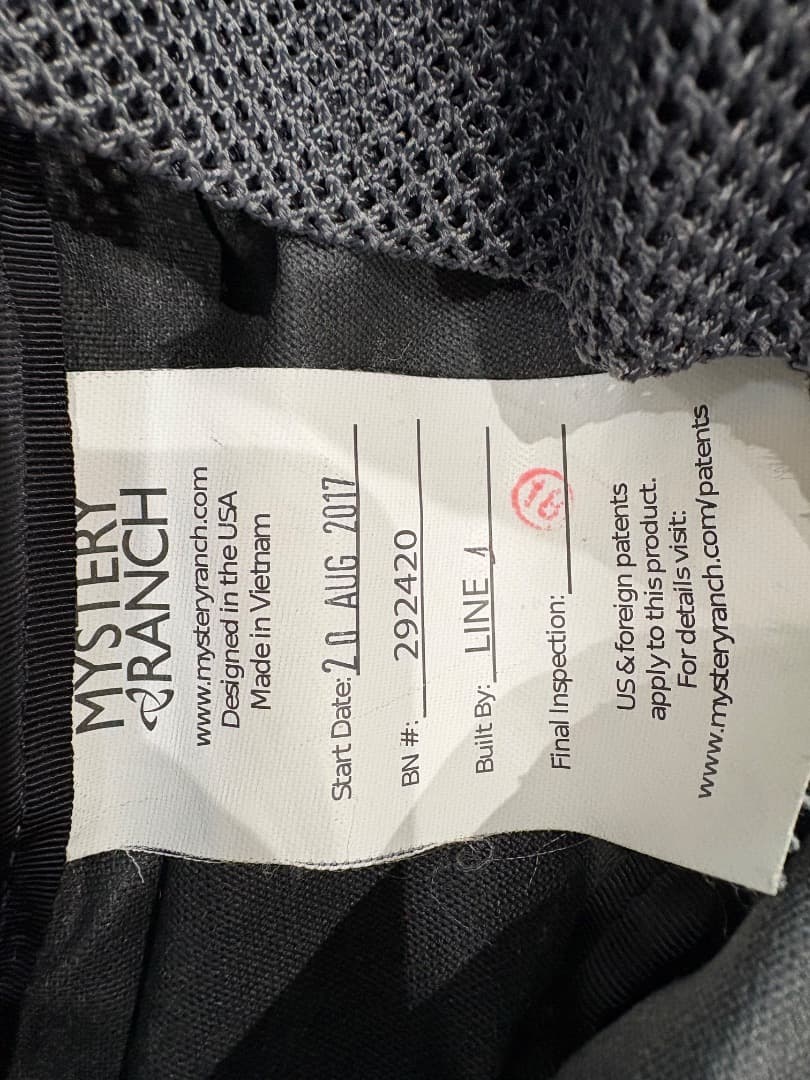 MYSTERY
RANCH
www.mysteryranch.com
Designed in the USA
Made in Vietnam
Start Date: 20 AUG 2017
BN #: 292420
Built By: LINE 1
Final Inspection: 18
US & foreign patents
apply to this product.
For details visit:
www.mysteryranch.com/patents